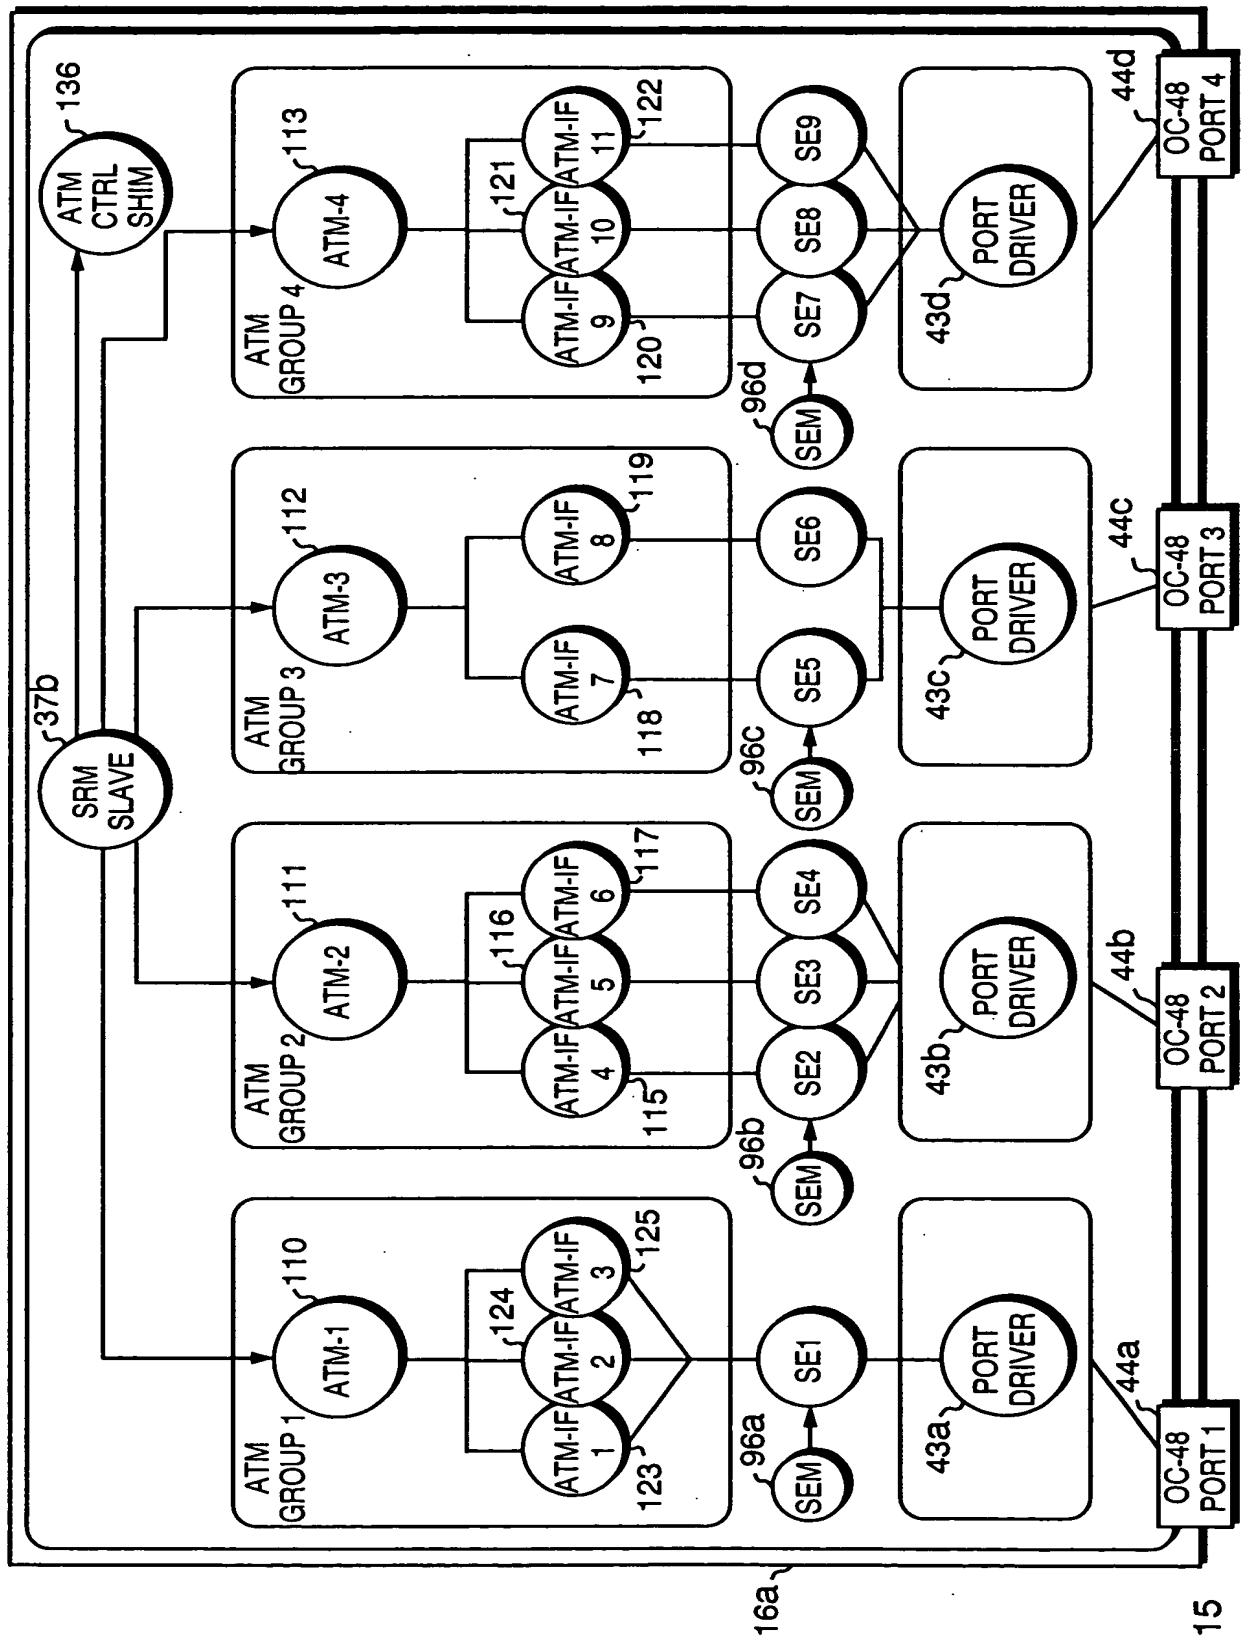 SRM
SLAVE
37b
ATM
CTRL
SHIM
136
ATM
GROUP 1
ATM-1
110
ATM-IF
1
ATM-IF
2
ATM-IF
3
123
124
125
SEM
96a
SE1
PORT
DRIVER
43a
OC-48
PORT 1
44a
ATM
GROUP 2
ATM-2
111
ATM-IF
4
ATM-IF
5
ATM-IF
6
115
116
117
SEM
96b
SE2
SE3
SE4
PORT
DRIVER
43b
OC-48
PORT 2
44b
ATM
GROUP 3
ATM-3
112
ATM-IF
7
ATM-IF
8
118
119
SEM
96c
SE5
SE6
PORT
DRIVER
43c
OC-48
PORT 3
44c
ATM
GROUP 4
ATM-4
113
ATM-IF
9
ATM-IF
10
ATM-IF
11
120
121
122
SEM
96d
SE7
SE8
SE9
PORT
DRIVER
43d
OC-48
PORT 4
44d
16a
15